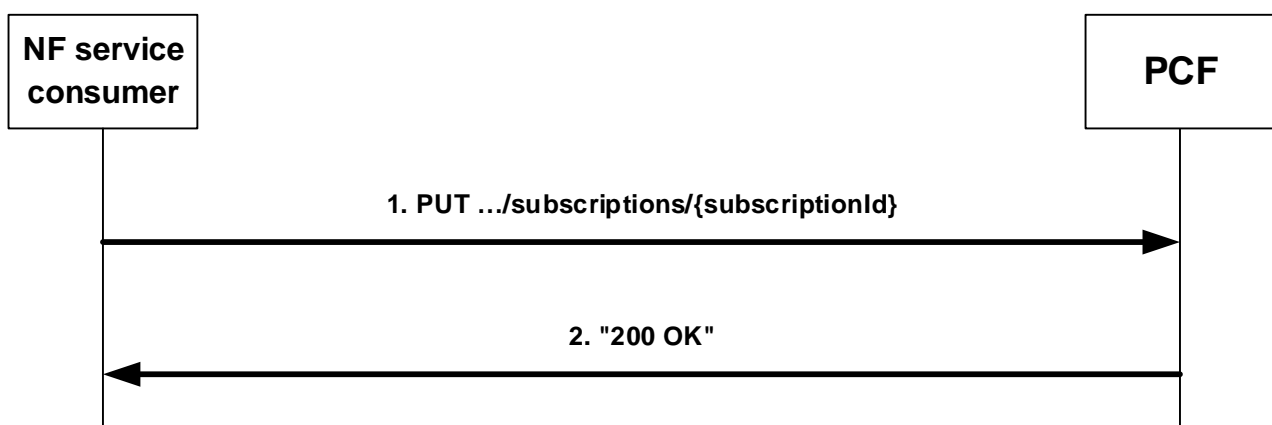 NF service
consumer
PCF
1. PUT …/subscriptions/{subscriptionId}
2. "200 OK"